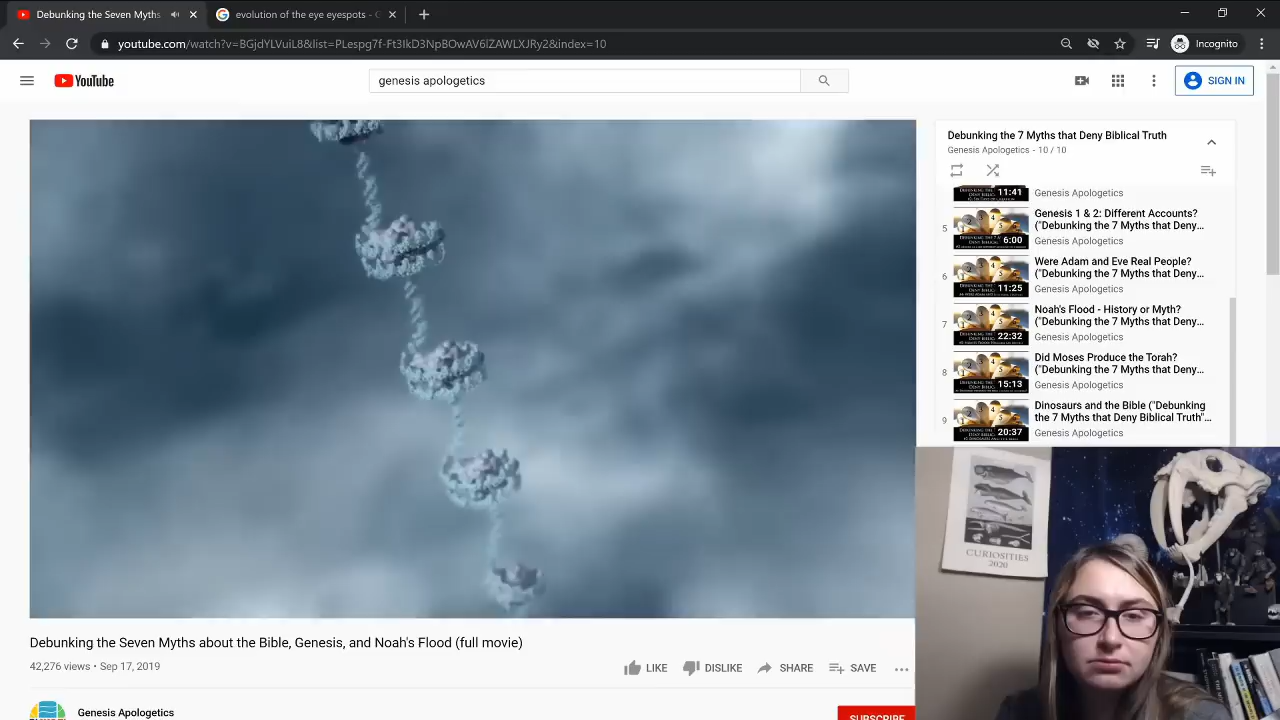 Debunking the Seven Myths
evolution of the eye eyespots - G
youtube.com/watch?v=BGjdYLVuiL8&list=PLespg7f-Ft3IkD3NpBOwAV6IZAWLXJRy2&index=10
Incognito
YouTube
genesis apologetics
SIGN IN
Debunking the 7 Myths that Deny Biblical Truth
Genesis Apologetics - 10 / 10
11:41
Genesis Apologetics
5
6:00
Genesis 1 & 2: Different Accounts?
("Debunking the 7 Myths that Deny...
Genesis Apologetics
6
11:25
Were Adam and Eve Real People?
("Debunking the 7 Myths that Deny...
Genesis Apologetics
7
22:32
Noah's Flood - History or Myth?
("Debunking the 7 Myths that Deny...
Genesis Apologetics
8
15:13
Did Moses Produce the Torah?
("Debunking the 7 Myths that Deny...
Genesis Apologetics
9
20:37
Dinosaurs and the Bible ("Debunking
the 7 Myths that Deny Biblical Truth"...
Genesis Apologetics
CURIOSITIES
2020
Debunking the Seven Myths about the Bible, Genesis, and Noah's Flood (full movie)
42,276 views • Sep 17, 2019
LIKE
DISLIKE
SHARE
SAVE
Genesis Apologetics
SUBSCRIBE